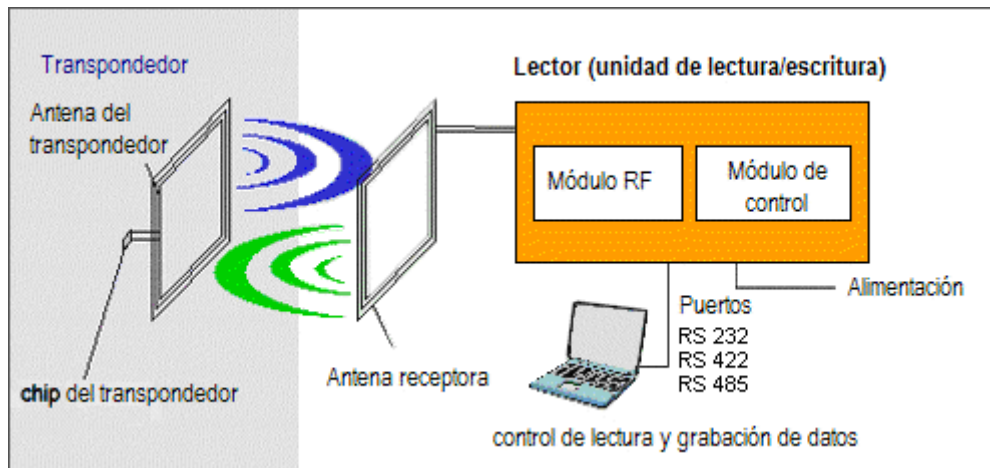 Transpondedor
Antena del
transpondedor
chip del transpondedor
Antena receptora
Lector (unidad de lectura/escritura)
Módulo RF
Módulo de
control
Alimentación
Puertos
RS 232
RS 422
RS 485
control de lectura y grabación de datos